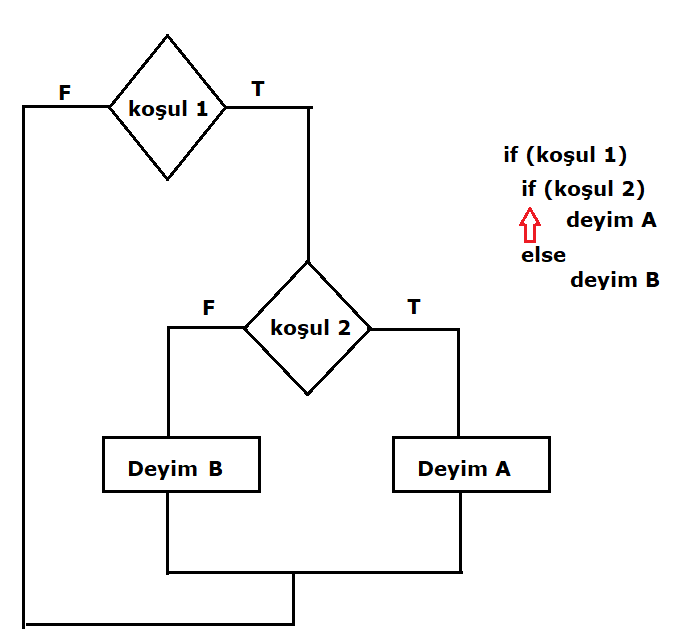 F
T
koşul 1
F
T
koşul 2
Deyim B
Deyim A
if (koşul 1)
if (koşul 2)
deyim A
else
deyim B